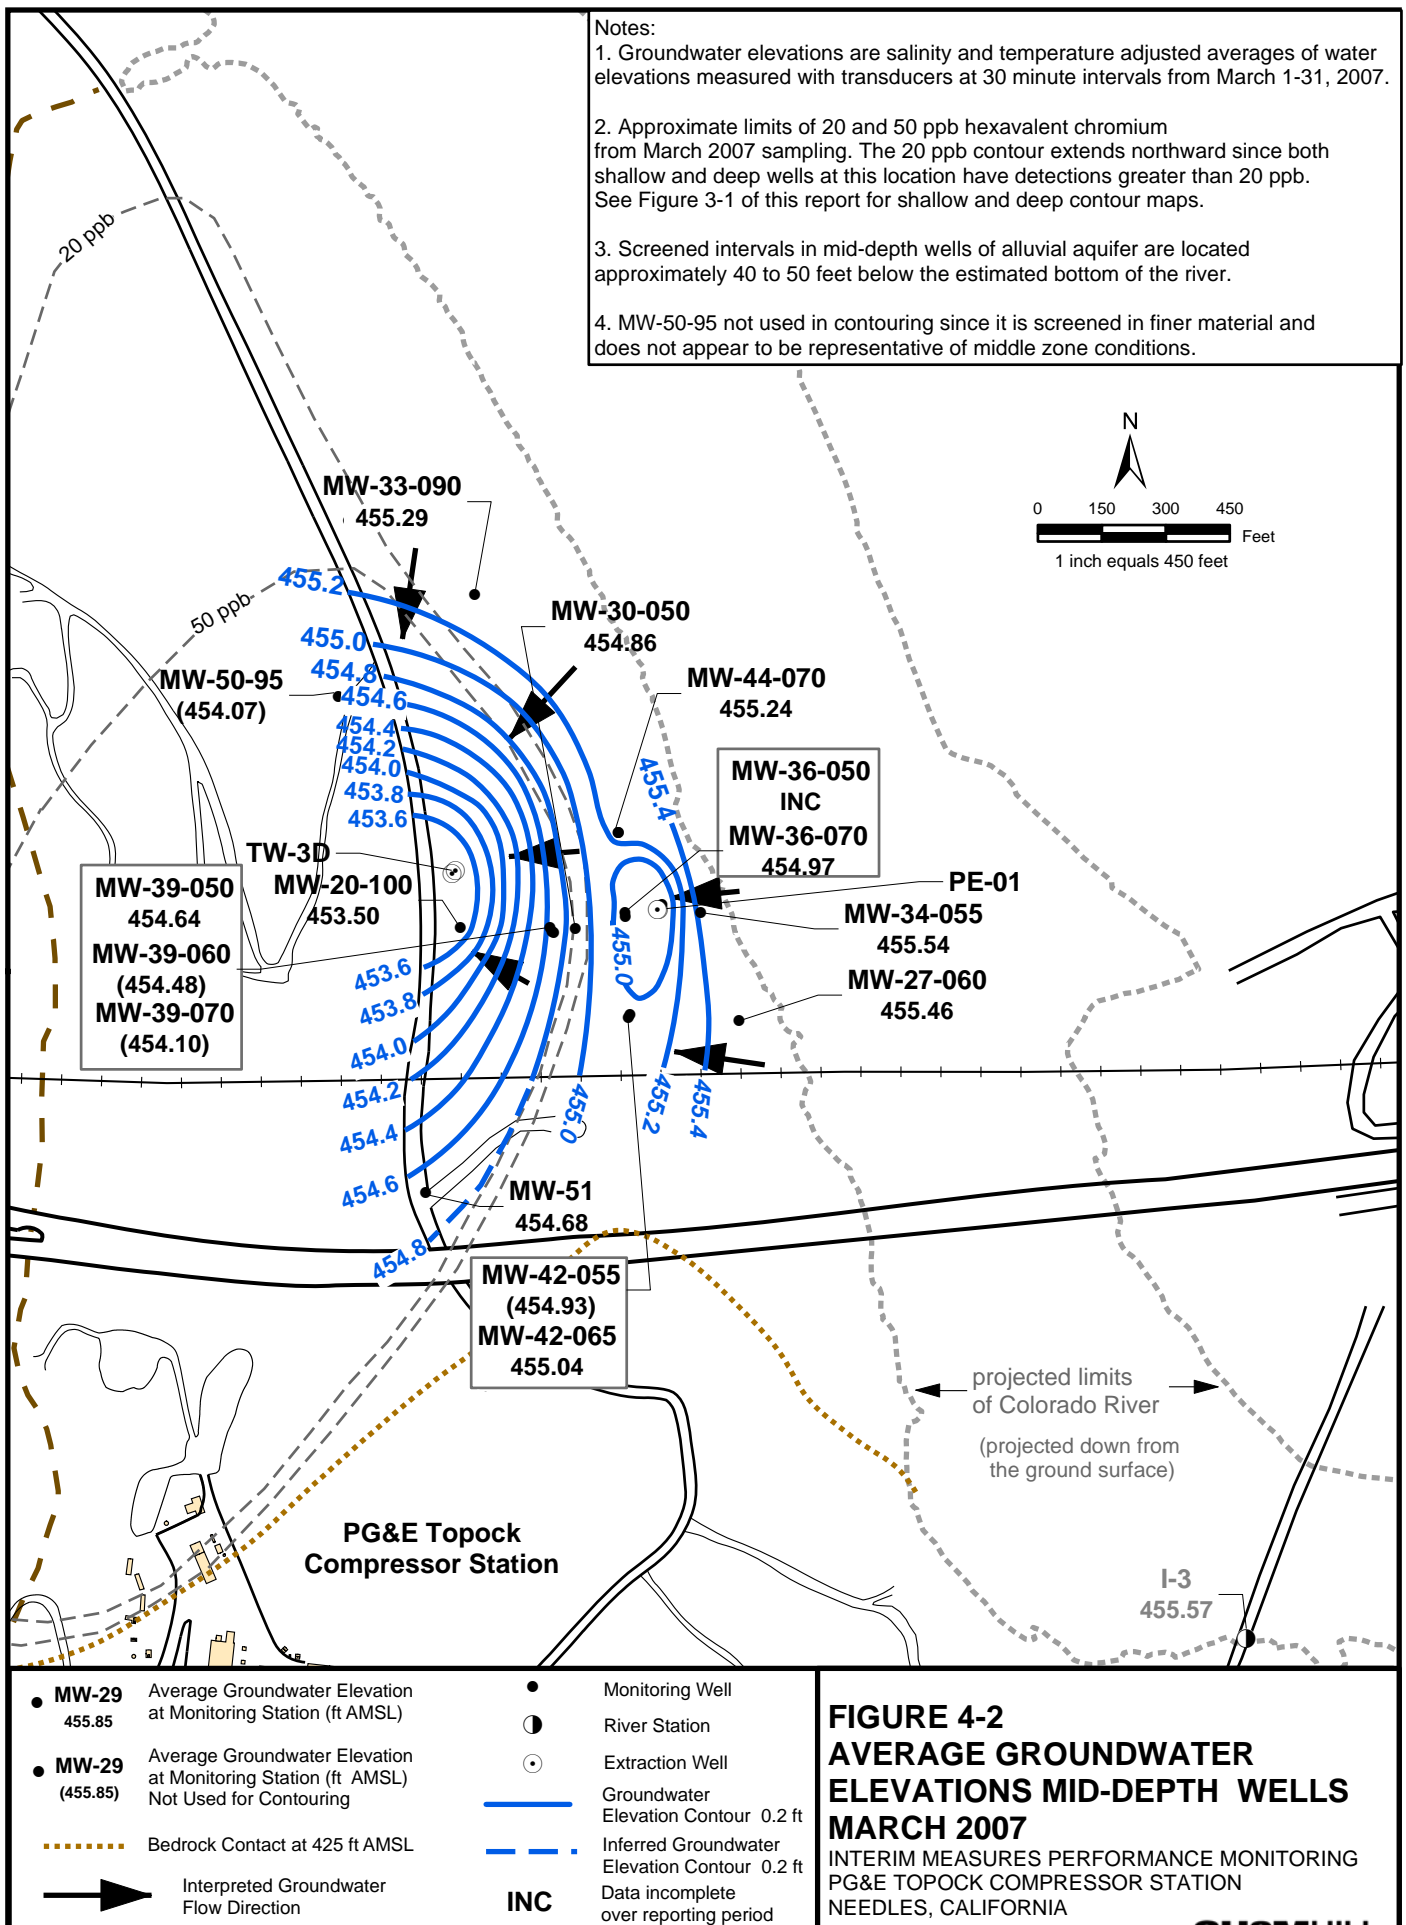 Notes:
1. Groundwater elevations are salinity and temperature adjusted averages of water
elevations measured with transducers at 30 minute intervals from March 1-31, 2007.
2. Approximate limits of 20 and 50 ppb hexavalent chromium
from March 2007 sampling. The 20 ppb contour extends northward since both
shallow and deep wells at this location have detections greater than 20 ppb.
See Figure 3-1 of this report for shallow and deep contour maps.
3. Screened intervals in mid-depth wells of alluvial aquifer are located
approximately 40 to 50 feet below the estimated bottom of the river.
4. MW-50-95 not used in contouring since it is screened in finer material and
does not appear to be representative of middle zone conditions.
20 ppb
N
0 150 300 450
Feet
1 inch equals 450 feet
MW-33-090
455.29
455.2
50 ppb
MW-30-050
454.86
455.0
454.8
MW-50-95
(454.07)
454.6
MW-44-070
455.24
454.4
454.2
454.0
453.8
453.6
455.4
MW-36-050
INC
MW-36-070
454.97
TW-3D
MW-20-100
453.50
PE-01
MW-34-055
455.54
MW-39-050
454.64
MW-39-060
(454.48)
MW-39-070
(454.10)
455.0
MW-27-060
455.46
453.6
453.8
454.0
454.2
454.4
454.6
454.8
455.0
455.2
455.4
MW-51
454.68
MW-42-055
(454.93)
MW-42-065
455.04
projected limits
of Colorado River
(projected down from
the ground surface)
PG&E Topock
Compressor Station
I-3
455.57
MW-29
455.85
Average Groundwater Elevation
at Monitoring Station (ft AMSL)
MW-29
(455.85)
Average Groundwater Elevation
at Monitoring Station (ft AMSL)
Not Used for Contouring
Bedrock Contact at 425 ft AMSL
Interpreted Groundwater
Flow Direction
Monitoring Well
River Station
Extraction Well
Groundwater
Elevation Contour 0.2 ft
Inferred Groundwater
Elevation Contour 0.2 ft
INC
Data incomplete
over reporting period
FIGURE 4-2
AVERAGE GROUNDWATER
ELEVATIONS MID-DEPTH WELLS
MARCH 2007
INTERIM MEASURES PERFORMANCE MONITORING
PG&E TOPOCK COMPRESSOR STATION
NEEDLES, CALIFORNIA